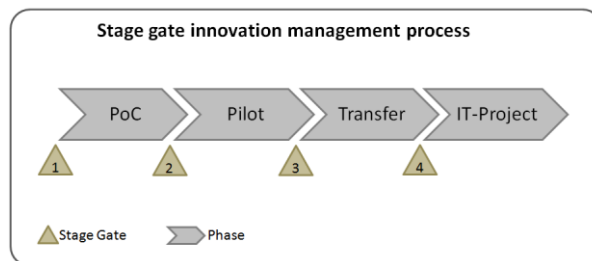 Stage gate innovation management process
PoC Pilot Transfer IT-Project
1 2 3 4
Stage Gate Phase